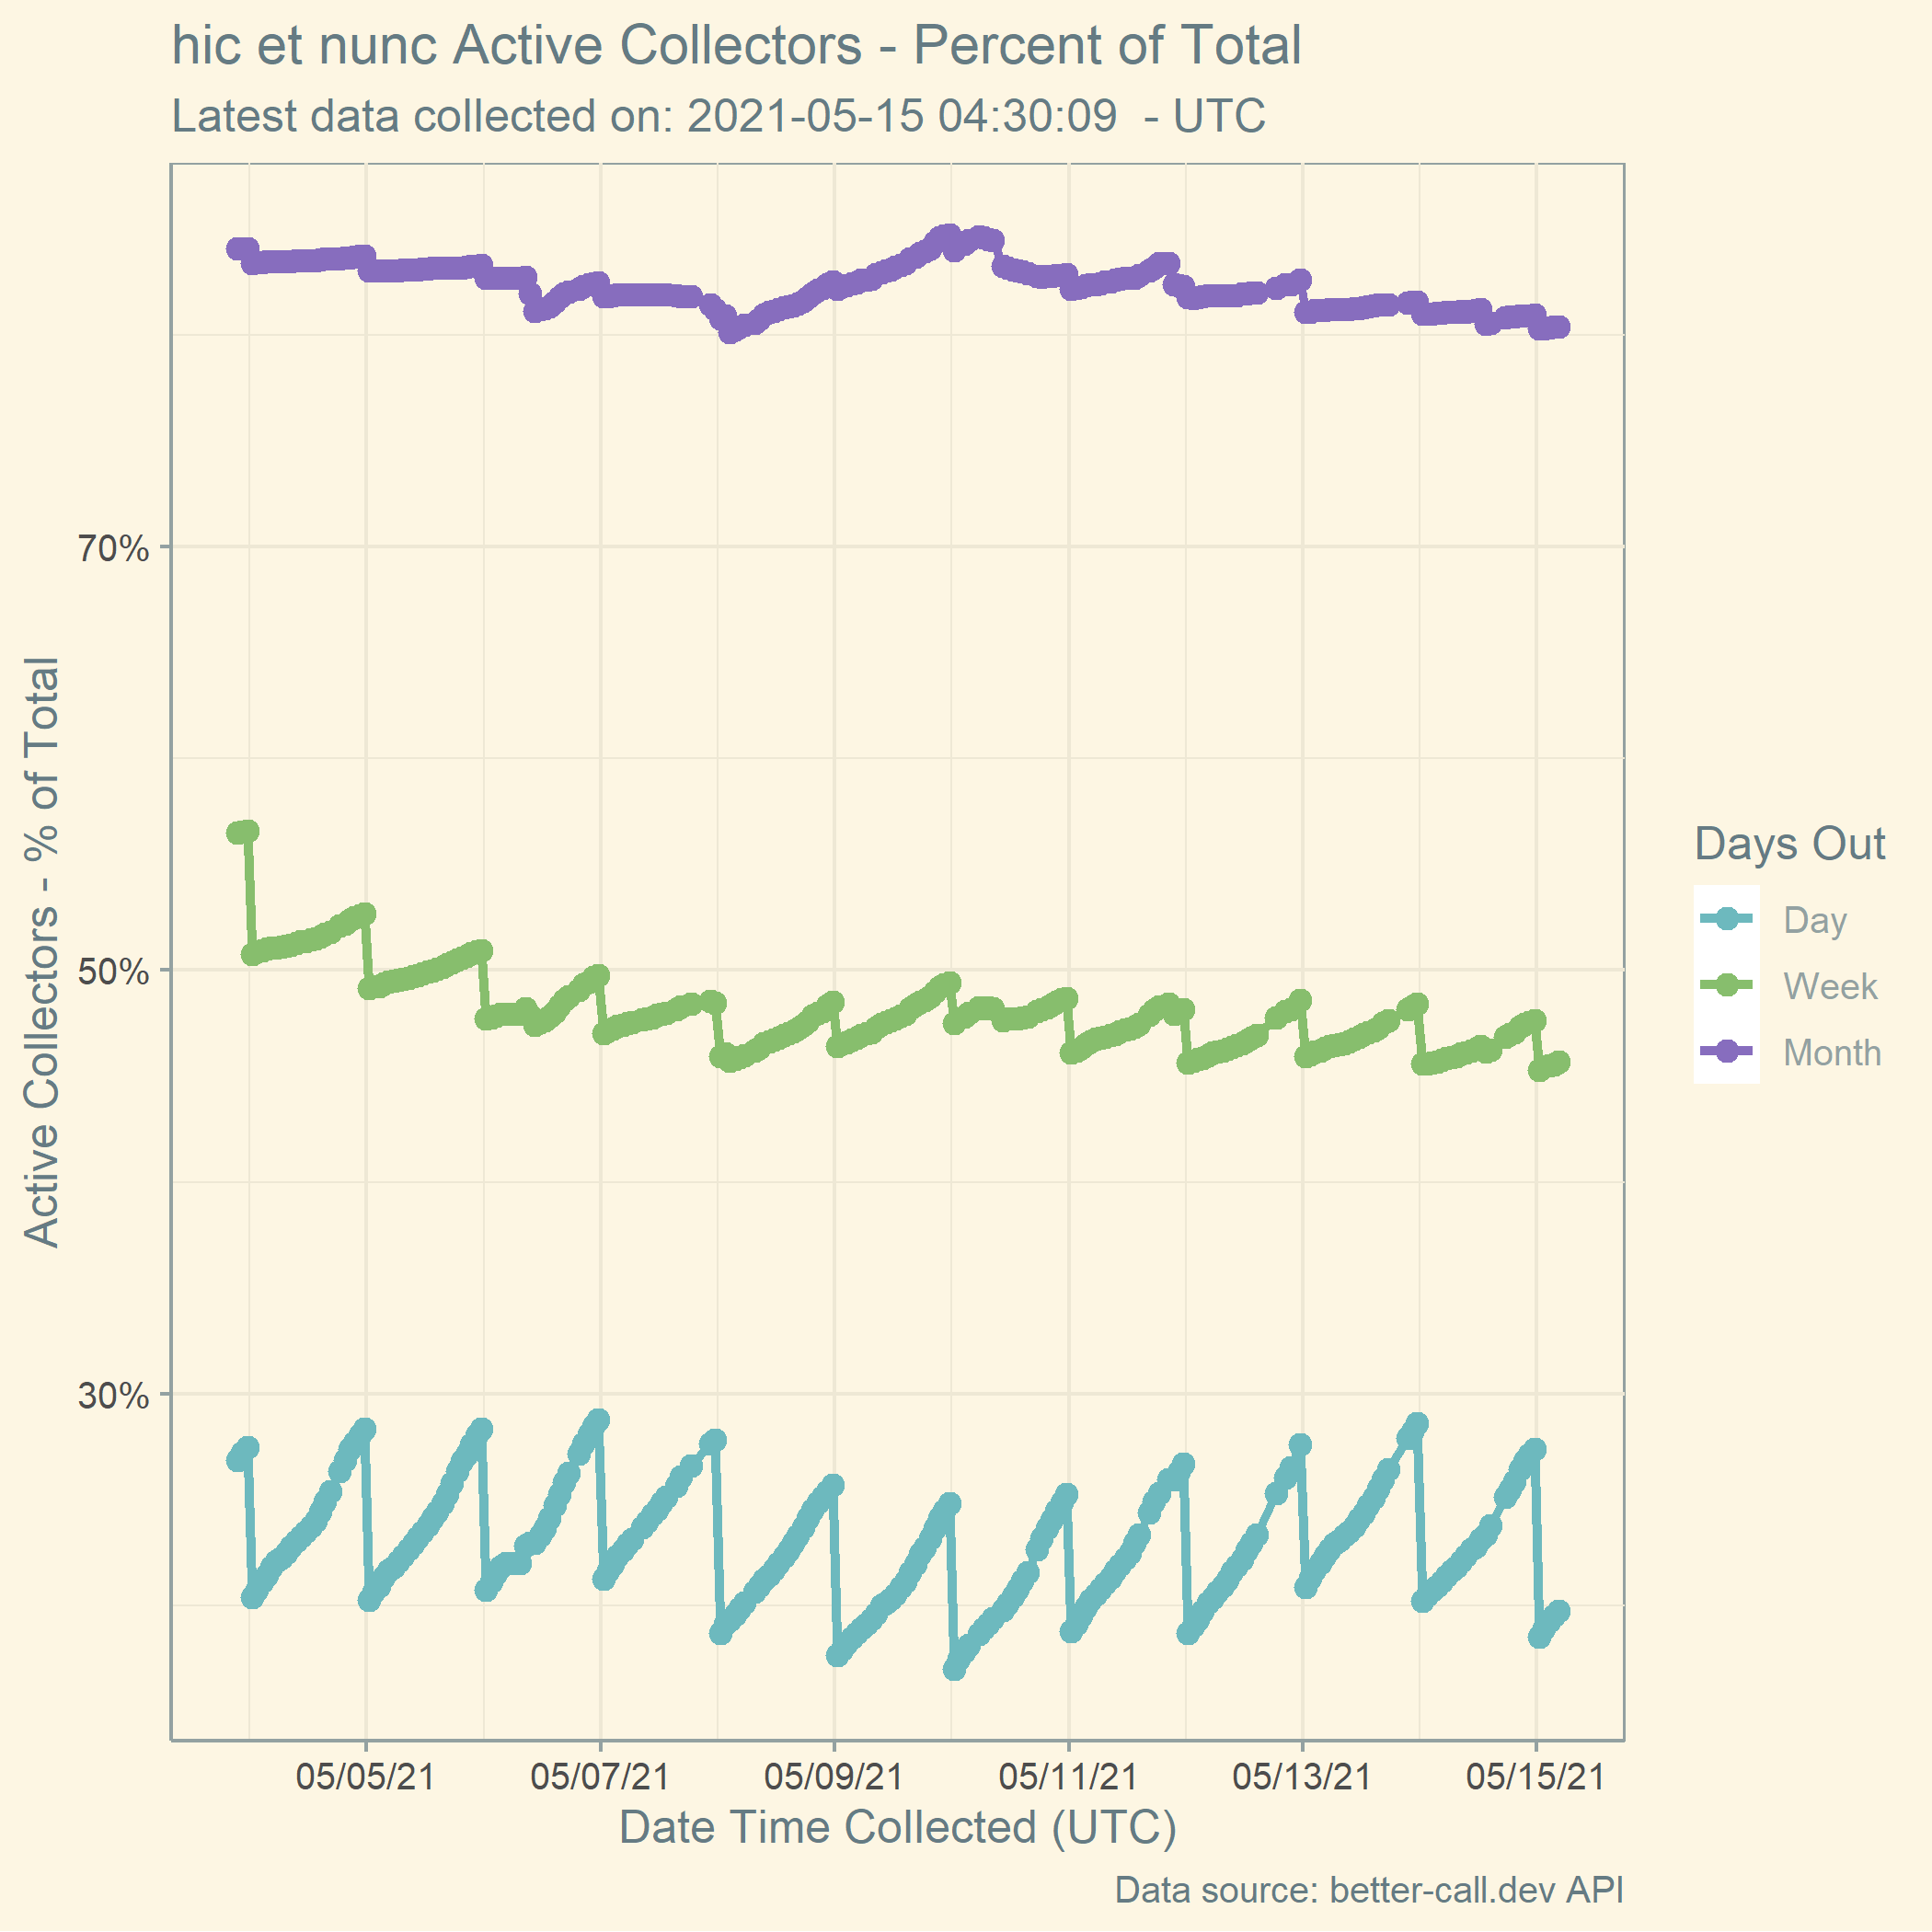 hic et nunc Active Collectors - Percent of Total
Latest data collected on: 2021-05-15 04:30:09  - UTC
Active Collectors - % of Total
70%
50%
30%
05/05/21
05/07/21
05/09/21
05/11/21
05/13/21
05/15/21
Date Time Collected (UTC)
Days Out
Day
Week
Month
Data source: better-call.dev API